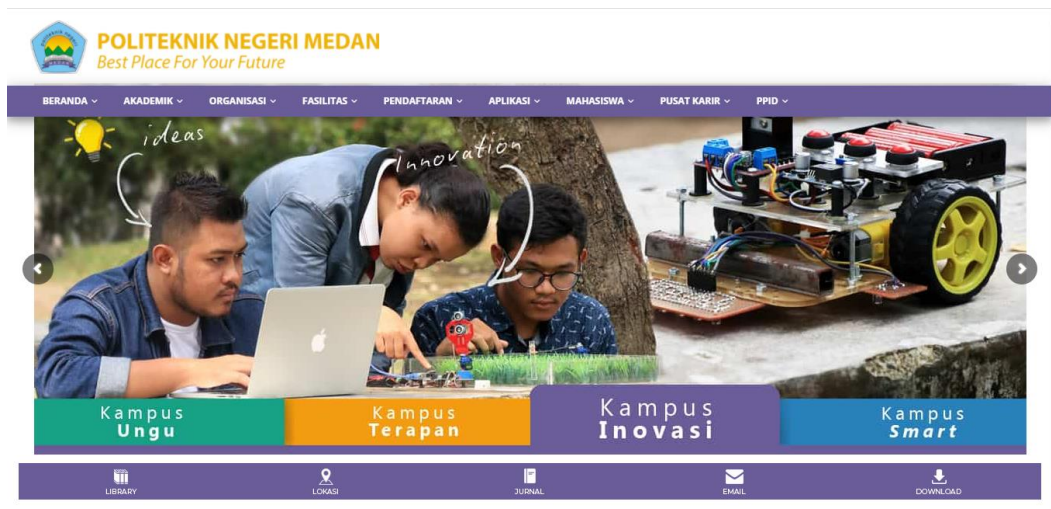 POLITEKNIK NEGERI MEDAN
Best Place For Your Future
BERANDA AKADEMIK ORGANISASI FASILITAS PENDAFTARAN APLIKASI MAHASISWA PUSAT KARIR PPID
ideas
Innovation
Kampus
Ungu
Kampus
Terapan
Kampus
Inovasi
Kampus
Smart
LIBRARY LOKASI JURNAL EMAIL DOWNLOAD